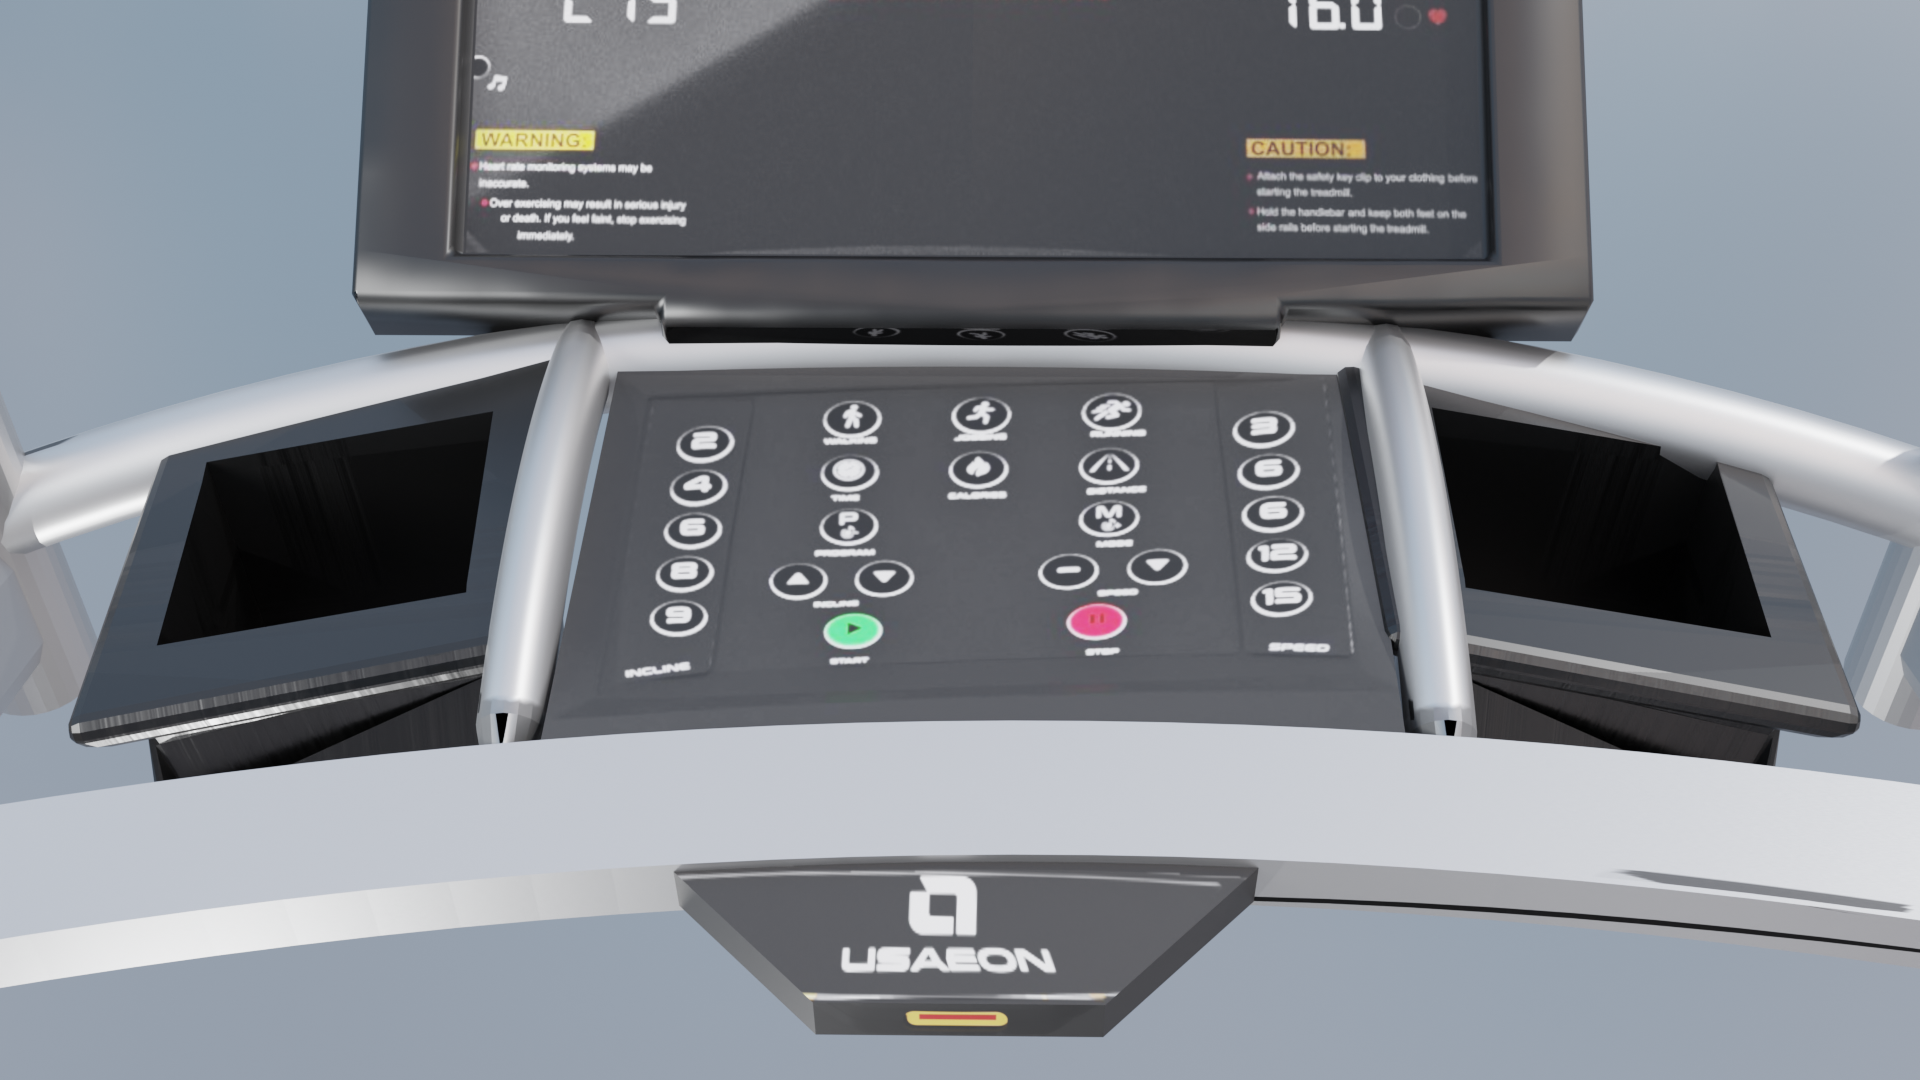 16.0
WARNING:
Heart rate monitoring systems may be
inaccurate.
Over exercising may result in serious injury
or death. If you feel faint, stop exercising
immediately.
CAUTION:
Attach the safety key clip to your clothing before
starting the treadmill.
Hold the handlebar and keep both feet on the
side rails before starting the treadmill.
WALKING
JOGGING
RUNNING
2
4
6
8
9
INCLINE
TIME
CALORIES
DISTANCE
P
PROGRAM
M
MODE
INCLINE
SPEED
START
STOP
3
6
6
12
15
SPEED
USAEON